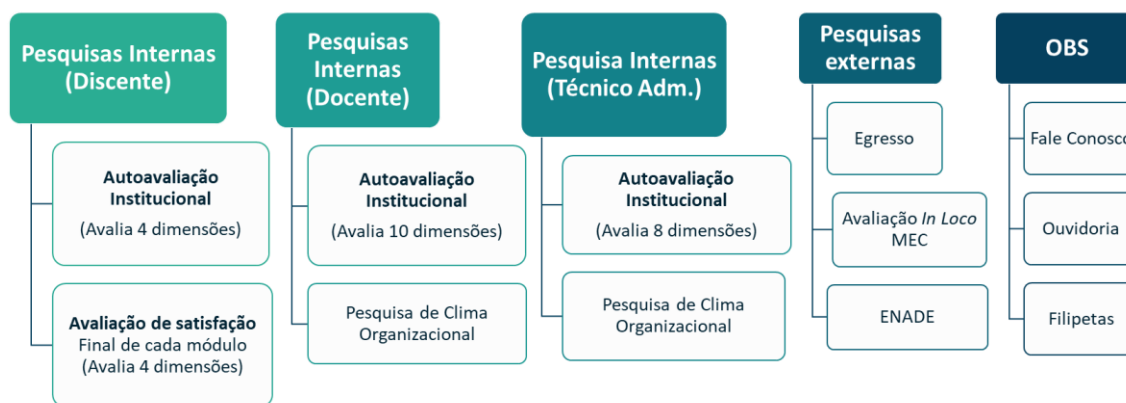 Pesquisas Internas
(Discente)
Autoavaliação
Institucional
(Avalia 4 dimensões)
Avaliação de satisfação
Final de cada módulo
(Avalia 4 dimensões)
Pesquisas
Internas
(Docente)
Autoavaliação
Institucional
(Avalia 10 dimensões)
Pesquisa de Clima
Organizacional
Pesquisa Internas
(Técnico Adm.)
Autoavaliação
Institucional
(Avalia 8 dimensões)
Pesquisa de Clima
Organizacional
Pesquisas
externas
Egresso
Avaliação In Loco
MEC
ENADE
OBS
Fale Conosco
Ouvidoria
Filipetas